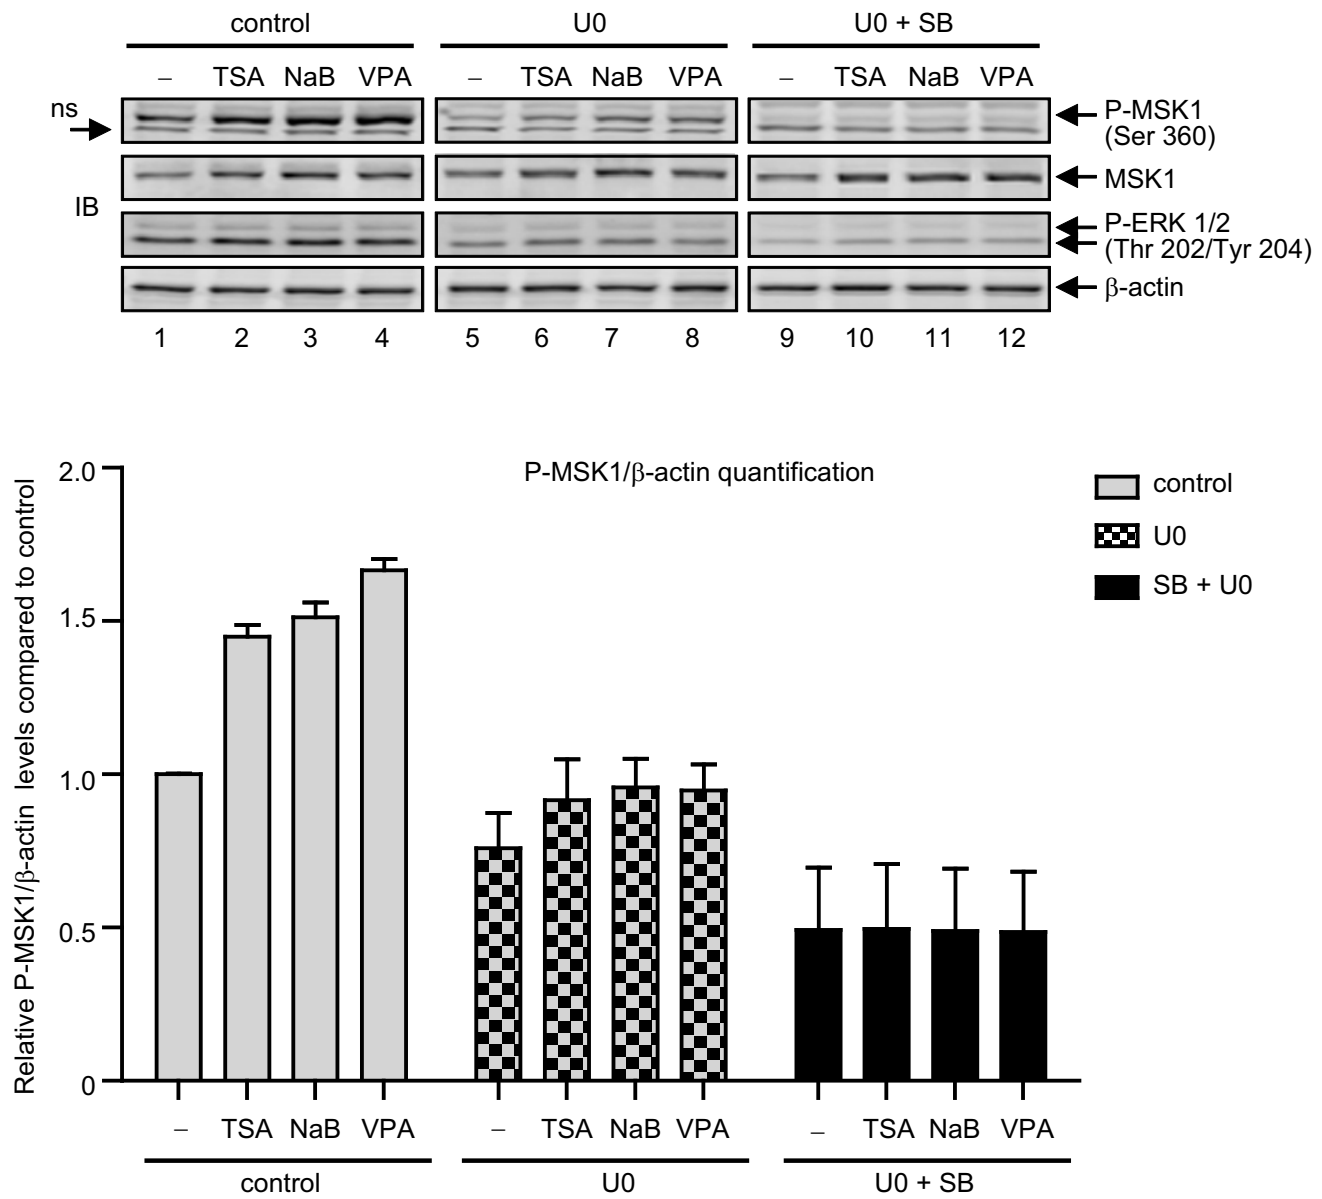 control U0 U0 + SB
– TSA NaB VPA – TSA NaB VPA – TSA NaB VPA
ns
P-MSK1
(Ser 360)
MSK1
IB
P-ERK 1/2
(Thr 202/Tyr 204)
β-actin
1 2 3 4 5 6 7 8 9 10 11 12
P-MSK1/β-actin quantification
Relative P-MSK1/β-actin levels compared to control
2.0
1.5
1.0
0.5
0
control
U0
SB + U0
– TSA NaB VPA – TSA NaB VPA – TSA NaB VPA
control U0 U0 + SB